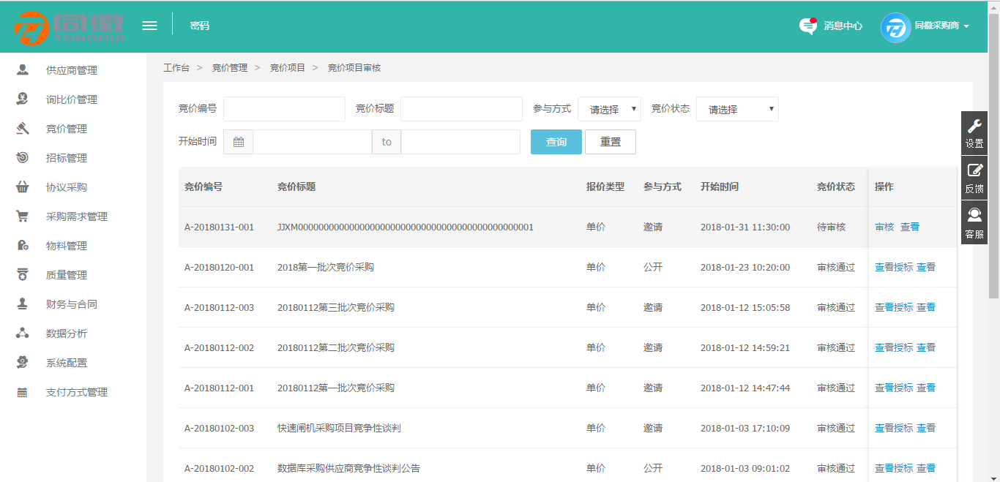 同徽
TONGHUI
密码
消息中心
同徽采购商
供应商管理
询比价管理
竞价管理
招标管理
协议采购
采购需求管理
物料管理
质量管理
财务与合同
数据分析
系统配置
支付方式管理
工作台 > 竞价管理 > 竞价项目 > 竞价项目审核
竞价编号 竞价标题 参与方式 请选择 竞价状态 请选择
开始时间 to 查询 重置
竞价编号 竞价标题 报价类型 参与方式 开始时间 竞价状态 操作
A-20180131-001 JJXM0000000000000000000000000000000000000000000001 单价 邀请 2018-01-31 11:30:00 待审核 审核 查看
A-20180120-001 2018第一批次竞价采购 单价 公开 2018-01-23 10:20:00 审核通过 查看授标 查看
A-20180112-003 20180112第三批次竞价采购 单价 邀请 2018-01-12 15:05:58 审核通过 查看授标 查看
A-20180112-002 20180112第二批次竞价采购 单价 邀请 2018-01-12 14:59:21 审核通过 查看授标 查看
A-20180112-001 20180112第一批次竞价采购 单价 邀请 2018-01-12 14:47:44 审核通过 查看授标 查看
A-20180102-003 快速闸机采购项目竞争性谈判 单价 邀请 2018-01-03 17:10:09 审核通过 查看授标 查看
A-20180102-002 数据库采购供应商竞争性谈判公告 单价 公开 2018-01-03 09:01:02 审核通过 查看授标 查看
设置
反馈
客服